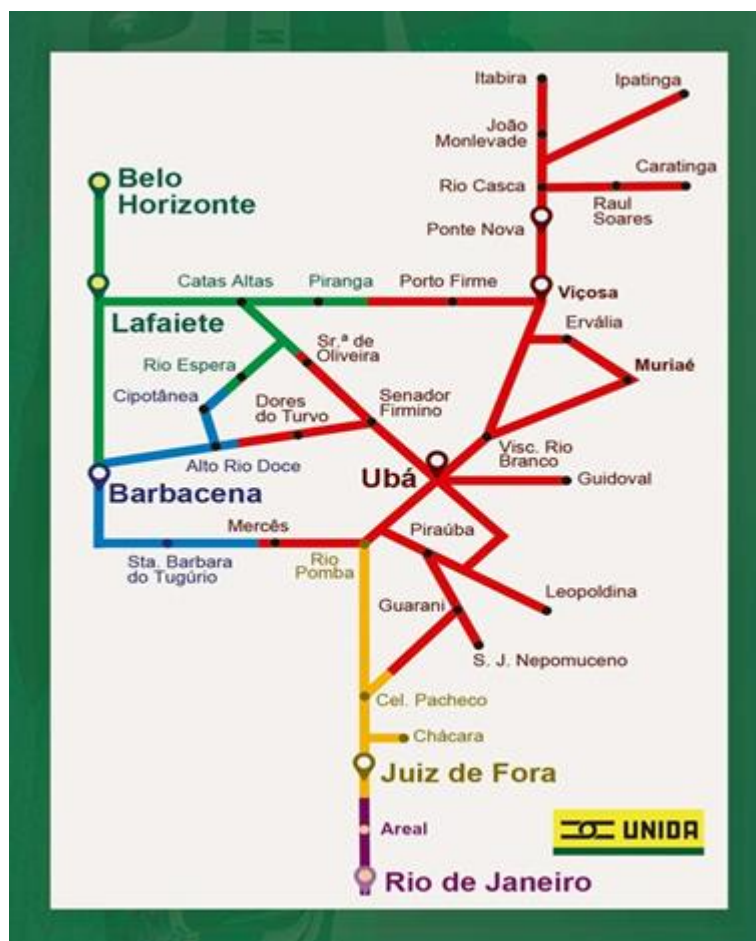 Itabira
Ipatinga
João
Monlevade
Caratinga
Rio Casca
Raul
Soares
Belo
Horizonte
Ponte Nova
Catas Altas
Piranga
Porto Firme
Viçosa
Lafaiete
Ervália
Sr.ª de
Oliveira
Rio Espera
Muriaé
Cipotânea
Dores
do Turvo
Senador
Firmino
Alto Rio Doce
Visc. Rio
Branco
Ubá
Guidoval
Barbacena
Mercês
Piraúba
Sta. Barbara
do Tugúrio
Rio
Pomba
Leopoldina
Guarani
S. J. Nepomuceno
Cel. Pacheco
Chácara
Juiz de Fora
Areal
UNIDA
Rio de Janeiro